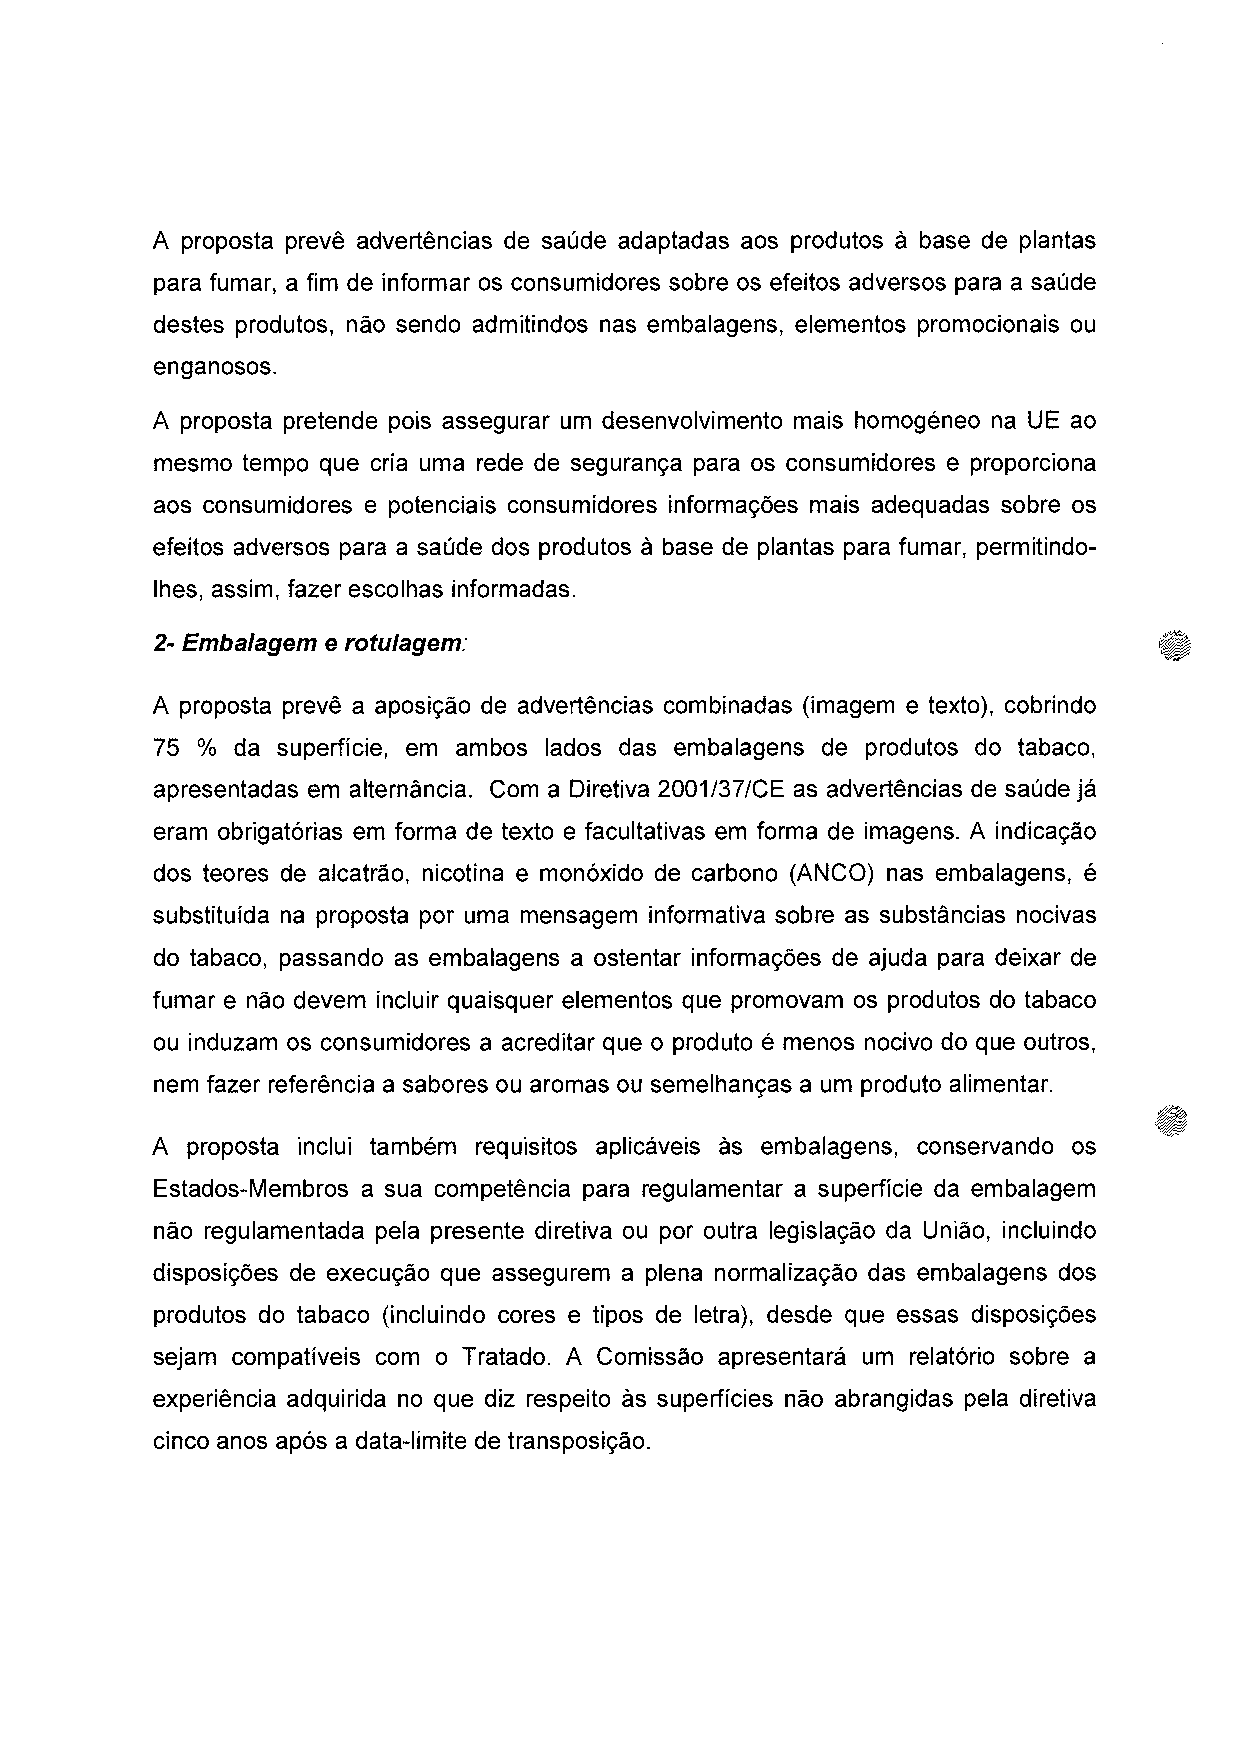 A proposta prevê advertências de saúde adaptadas aos produtos à base de plantas
para fumar, a fim de informar os consumidores sobre os efeitos adversos para a saúde
destes produtos, não sendo admitindos nas embalagens, elementos promocionais ou
enganosos.
A proposta pretende pois assegurar um desenvolvimento mais homogéneo na UE ao
mesmo tempo que cria uma rede de segurança para os consumidores e proporciona
aos consumidores e potenciais consumidores informações mais adequadas sobre os
efeitos adversos para a saúde dos produtos à base de plantas para fumar, permitindo-
lhes, assim, fazer escolhas informadas.
2- Embalagem e rotulagem:
A proposta prevê a aposição de advertências combinadas (imagem e texto), cobrindo
75 % da superfície, em ambos lados das embalagens de produtos do tabaco,
apresentadas em alternância. Com a Diretiva 2001/37/CE as advertências de saúde já
eram obrigatórias em forma de texto e facultativas em forma de imagens. A indicação
dos teores de alcatrão, nicotina e monóxido de carbono (ANCO) nas embalagens, é
substituída na proposta por uma mensagem informativa sobre as substâncias nocivas
do tabaco, passando as embalagens a ostentar informações de ajuda para deixar de
fumar e não devem incluir quaisquer elementos que promovam os produtos do tabaco
ou induzam os consumidores a acreditar que o produto é menos nocivo do que outros,
nem fazer referência a sabores ou aromas ou semelhanças a um produto alimentar.
A proposta inclui também requisitos aplicáveis às embalagens, conservando os
Estados-Membros a sua competência para regulamentar a superfície da embalagem
não regulamentada pela presente diretiva ou por outra legislação da União, incluindo
disposições de execução que assegurem a plena normalização das embalagens dos
produtos do tabaco (incluindo cores e tipos de letra), desde que essas disposições
sejam compatíveis com o Tratado. A Comissão apresentará um relatório sobre a
experiência adquirida no que diz respeito às superfícies não abrangidas pela diretiva
cinco anos após a data-limite de transposição.